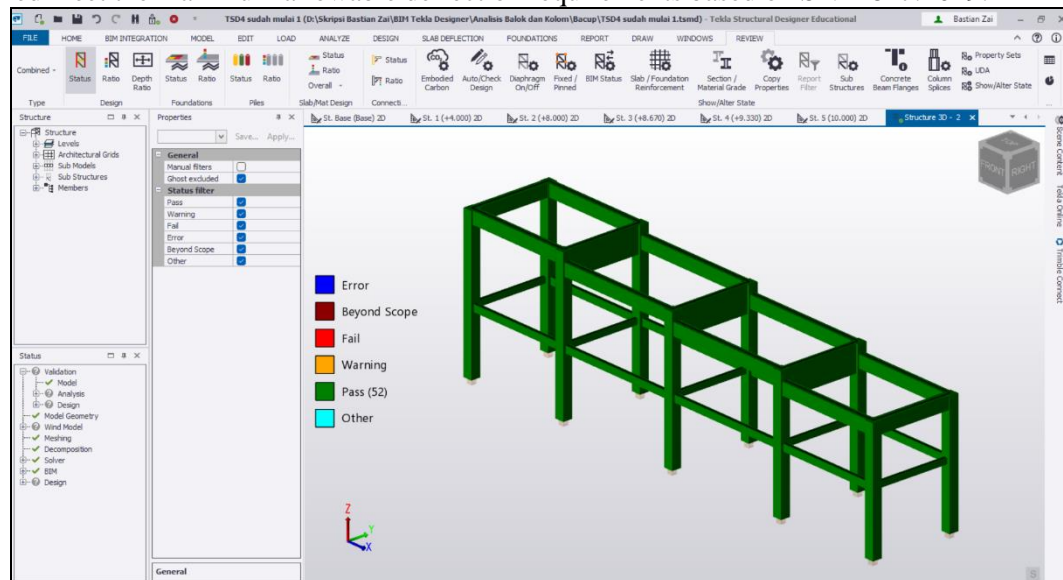 TSD4 sudah mulai 1 (D:\Skripsi Bastian Zai\BIM Tekla Designer\Analisis Balok dan Kolom\Bacup\TSD4 sudah mulai 1.tsmd) - Tekla Structural Designer Educational
Bastian Zai
FILE HOME BIM INTEGRATION MODEL EDIT LOAD ANALYZE DESIGN SLAB DEFLECTION FOUNDATIONS REPORT DRAW WINDOWS REVIEW
Combined
Status Ratio Depth Ratio
Status Ratio
Status Ratio
Status
Ratio
Overall
Status
Ratio
Embodied Carbon
Auto/Check Design
Diaphragm On/Off
Fixed / Pinned
BIM Status
Slab / Foundation Reinforcement
Section / Material Grade
Copy Properties
Report Filter
Sub Structures
Concrete Beam Flanges
Column Splices
Property Sets
UDA
Show/Alter State
Type Design Foundations Piles Slab/Mat Design Connecti... Show/Alter State
Structure
Structure
Levels
Architectural Grids
Sub Models
Sub Structures
Members
Properties
Save... Apply...
General
Manual filters
Ghost excluded
Status filter
Pass
Warning
Fail
Error
Beyond Scope
Other
General
St. Base (Base) 2D
St. 1 (+4.000) 2D
St. 2 (+8.000) 2D
St. 3 (+8.670) 2D
St. 4 (+9.330) 2D
St. 5 (10.000) 2D
Structure 3D - 2
TOP
FRONT RIGHT
Scene Content
Tekla Online
Trimble Connect
Error
Beyond Scope
Fail
Warning
Pass (52)
Other
Z
Y
X
S
Status
Validation
Model
Analysis
Design
Model Geometry
Wind Model
Meshing
Decomposition
Solver
BIM
Design